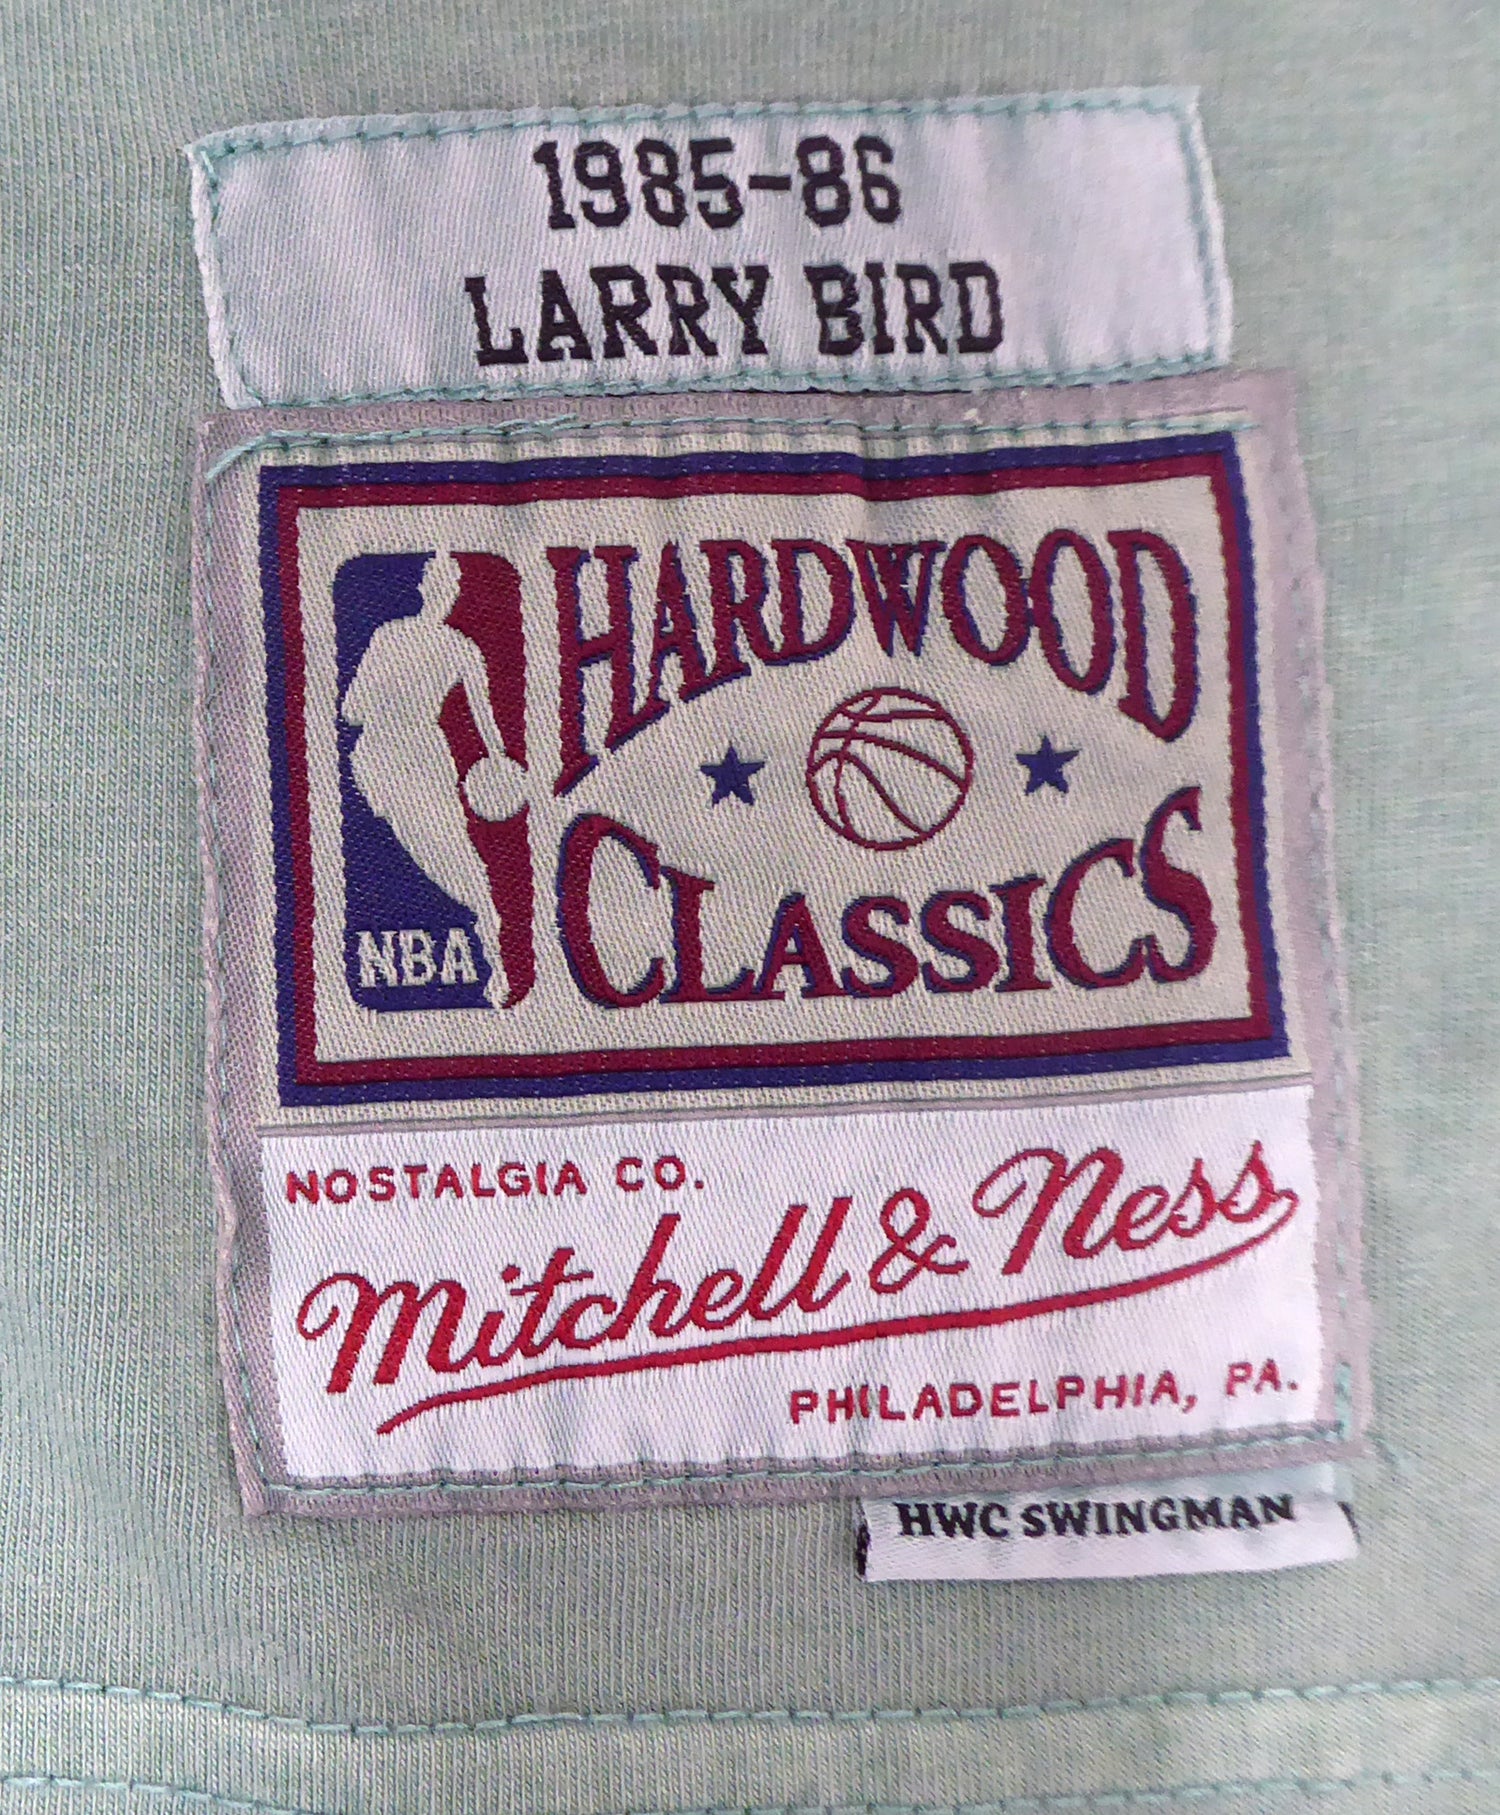 1985-86
LARRY BIRD
HARDWOOD
CLASSICS
NBA
NOSTALGIA CO.
Mitchell & Ness
PHILADELPHIA, PA.
HWC SWINGMAN